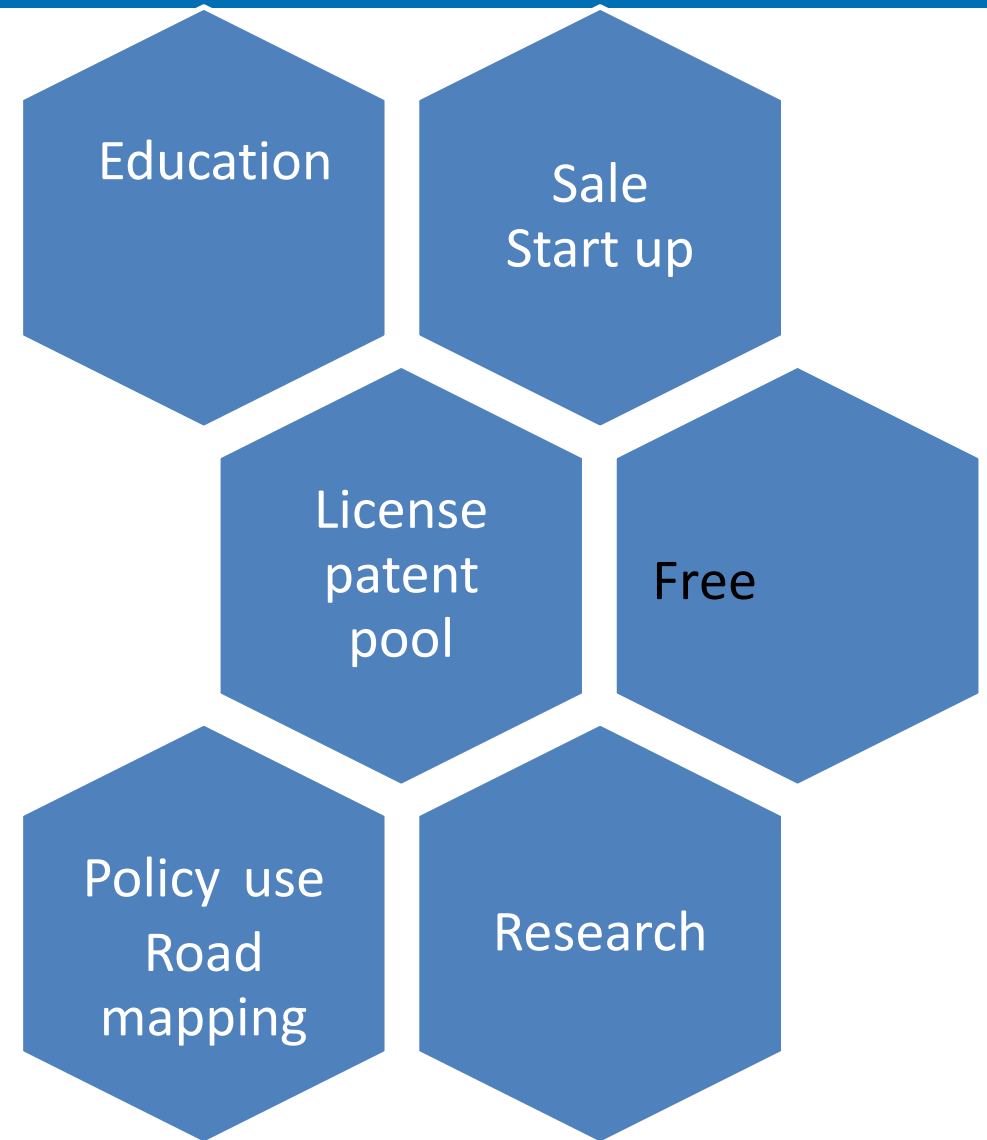 Education
Sale
Start up
License
patent
pool
Free
Policy use
Road
mapping
Research